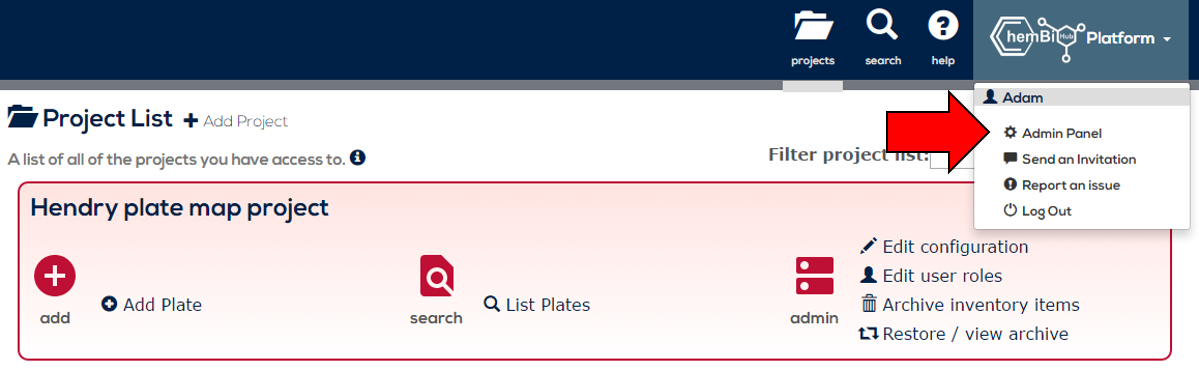 projects
search
help
ChemBiHub Platform
Adam
Admin Panel
Send an Invitation
Report an issue
Log Out
Project List Add Project
A list of all of the projects you have access to.
Filter project list:
Hendry plate map project
add
Add Plate
search
List Plates
admin
Edit configuration
Edit user roles
Archive inventory items
Restore / view archive